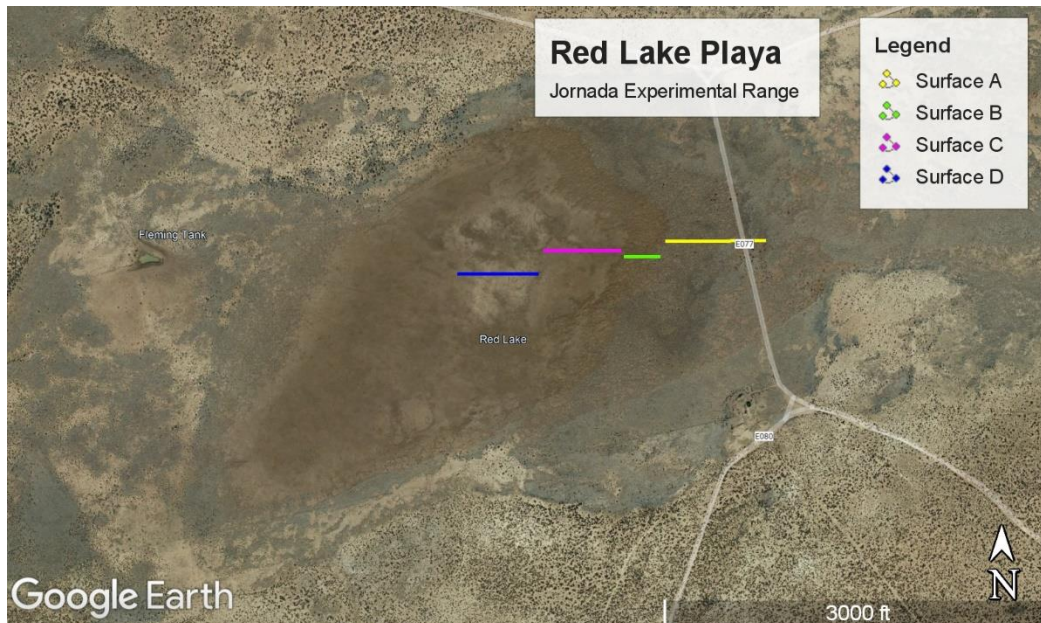 Red Lake Playa
Jornada Experimental Range
Legend
Surface A
Surface B
Surface C
Surface D
Fleming Tank
E077
Red Lake
E080
Google Earth
N
3000 ft